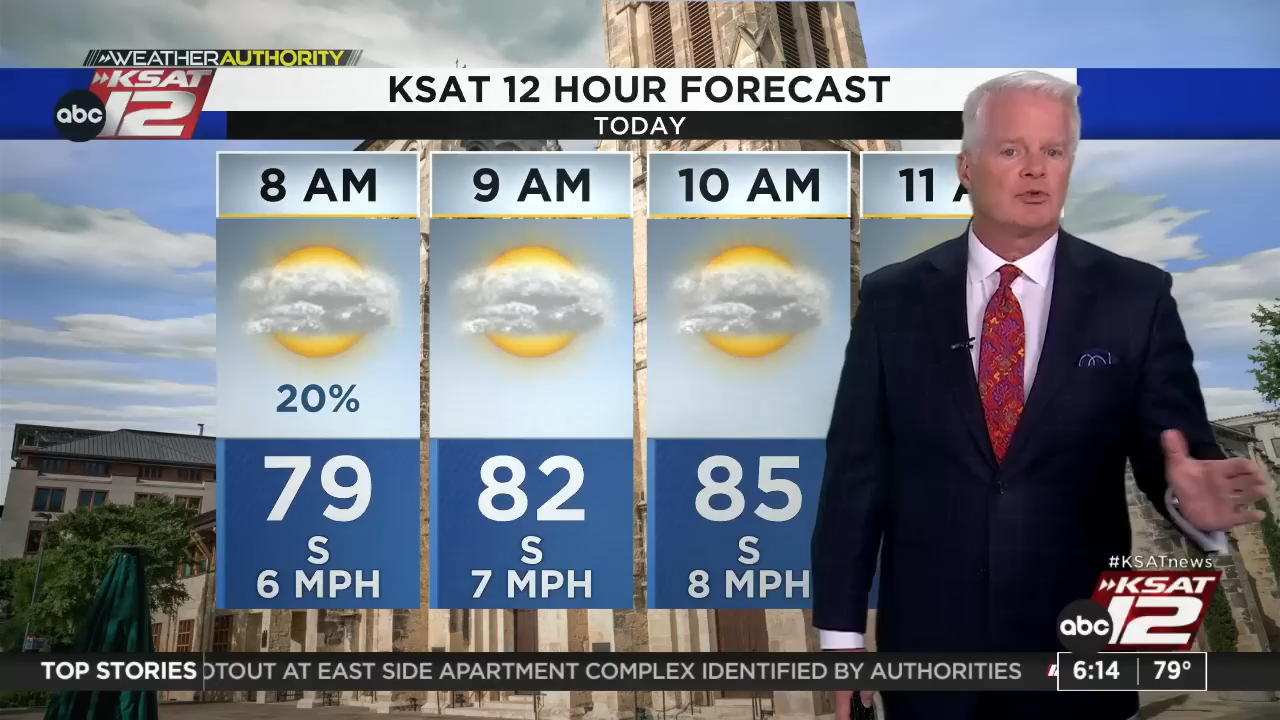 WEATHERAUTHORITY
KSAT
abc 12
KSAT 12 HOUR FORECAST
TODAY
8 AM
9 AM
10 AM
11
20%
79
82
85
S
S
S
6 MPH
7 MPH
8 MPH
#KSATnews
KSAT
abc 12
TOP STORIES
OTOUT AT EAST SIDE APARTMENT COMPLEX IDENTIFIED BY AUTHORITIES
6:14
79°